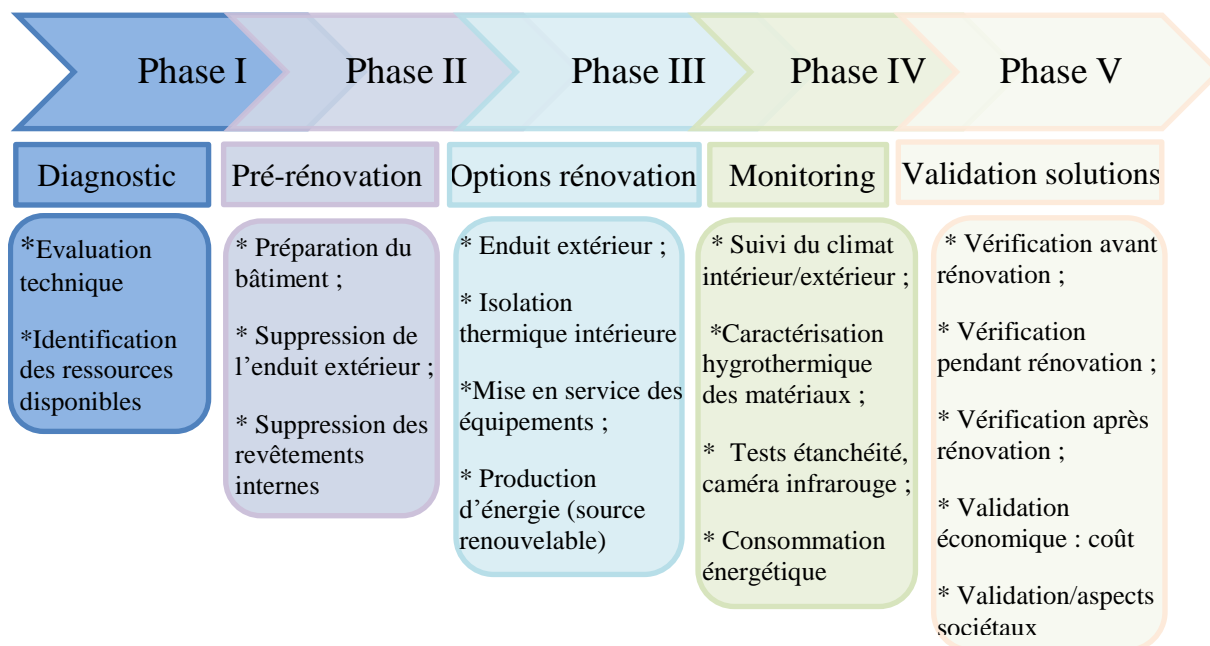 Phase I
Phase II
Phase III
Phase IV
Phase V
Diagnostic
Pré-rénovation
Options rénovation
Monitoring
Validation solutions
*Evaluation
technique
*Identification
des ressources
disponibles
* Préparation du
bâtiment ;
* Suppression de
l’enduit extérieur ;
* Suppression des
revêtements
internes
* Enduit extérieur ;
* Isolation
thermique intérieure
*Mise en service des
équipements ;
* Production
d’énergie (source
renouvelable)
* Suivi du climat
intérieur/extérieur ;
*Caractérisation
hygrothermique
des matériaux ;
* Tests étanchéité,
caméra infrarouge ;
* Consommation
énergétique
* Vérification avant
rénovation ;
* Vérification
pendant rénovation ;
* Vérification après
rénovation ;
* Validation
économique : coût
* Validation/aspects
sociétaux